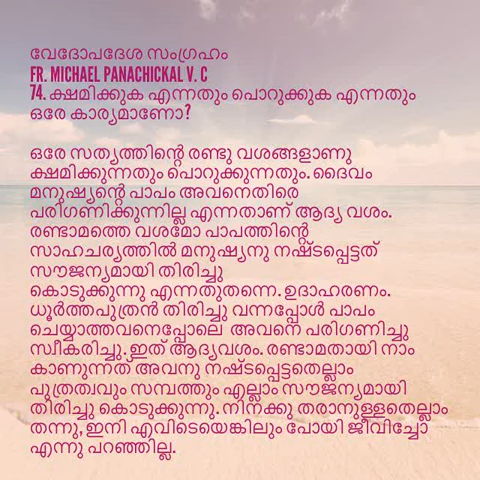 വേദോപദേശ സംഗ്രഹം
FR. MICHAEL PANACHICKAL V. C
74. ക്ഷമിക്കുക എന്നതും പൊറുക്കുക എന്നതും
ഒരേ കാര്യമാണോ?
ഒരേ സത്യത്തിന്റെ രണ്ടു വശങ്ങളാണു
ക്ഷമിക്കുന്നതും പൊറുക്കുന്നതും. ദൈവം
മനുഷ്യന്റെ പാപം അവനെതിരെ
പരിഗണിക്കുന്നില്ല എന്നതാണ് ആദ്യ വശം.
രണ്ടാമത്തെ വശമോ പാപത്തിന്റെ
സാഹചര്യത്തിൽ മനുഷ്യനു നഷ്ടപ്പെട്ടത്
സൗജന്യമായി തിരിച്ചു
കൊടുക്കുന്നു എന്നതുതന്നെ. ഉദാഹരണം.
ധൂർത്തപുത്രൻ തിരിച്ചു വന്നപ്പോൾ പാപം
ചെയ്യാത്തവനെപ്പോലെ അവനെ പരിഗണിച്ചു
സ്വീകരിച്ചു. ഇത് ആദ്യവശം. രണ്ടാമതായി നാം
കാണുന്നത് അവനു നഷ്ടപ്പെട്ടതെല്ലാം
പുത്രത്വവും സമ്പത്തും എല്ലാം സൗജന്യമായി
തിരിച്ചു കൊടുക്കുന്നു. നിനക്കു തരാനുള്ളതെല്ലാം
തന്നു, ഇനി എവിടെയെങ്കിലും പോയി ജീവിച്ചോ
എന്നു പറഞ്ഞില്ല.